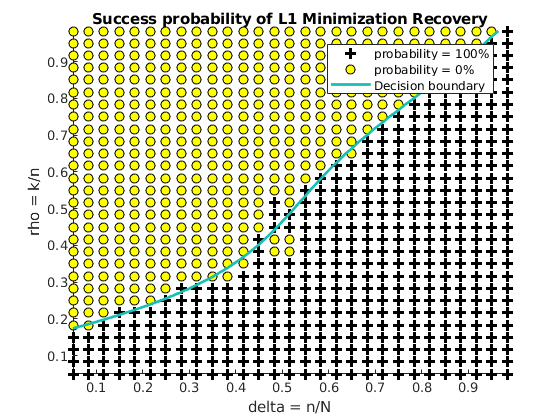 Success probability of L1 Minimization Recovery
probability = 100%
probability = 0%
Decision boundary
0.9
0.8
0.7
0.6
0.5
0.4
0.3
0.2
0.1
rho = k/n
0.1 0.2 0.3 0.4 0.5 0.6 0.7 0.8 0.9
delta = n/N